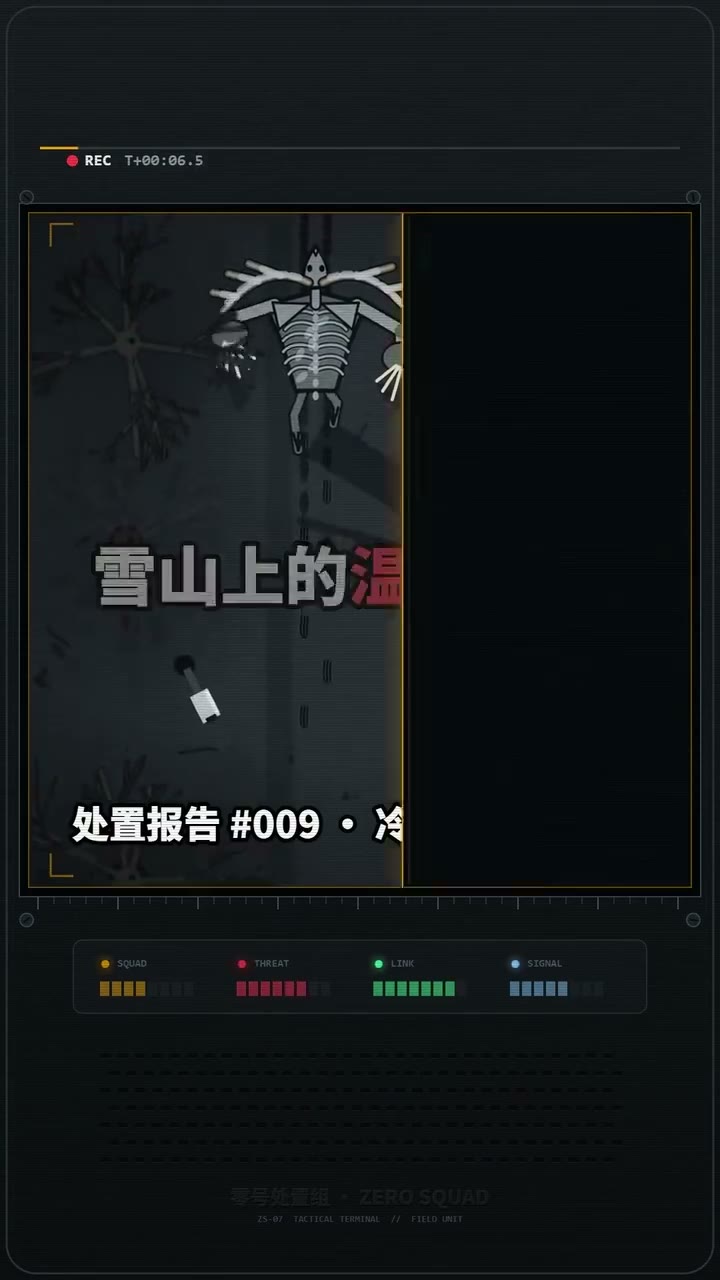 REC T+00:06.5
雪山上的温
处置报告 #009 · 冷
SQUAD THREAT LINK SIGNAL
零号处置组 · ZERO SQUAD
ZS-07 TACTICAL TERMINAL // FIELD UNIT